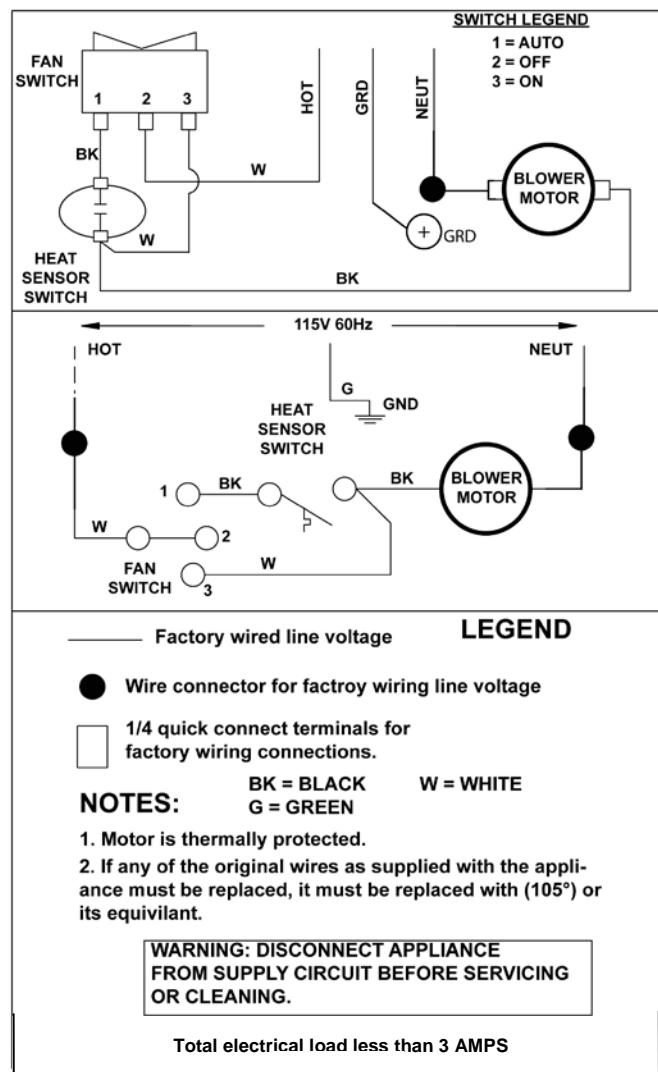 SWITCH LEGEND
1 = AUTO
2 = OFF
3 = ON
FAN
SWITCH
1 2 3
HOT
GRD
NEUT
BK
W
W
BLOWER
MOTOR
GRD
HEAT
SENSOR
SWITCH
BK
115V 60Hz
HOT
NEUT
G
GND
HEAT
SENSOR
SWITCH
1
BK
BK
BLOWER
MOTOR
W
2
FAN
SWITCH
W
3
LEGEND
Factory wired line voltage
Wire connector for factroy wiring line voltage
1/4 quick connect terminals for
factory wiring connections.
BK = BLACK W = WHITE
G = GREEN
NOTES:
1. Motor is thermally protected.
2. If any of the original wires as supplied with the appli-
ance must be replaced, it must be replaced with (105°) or
its equivilant.
WARNING: DISCONNECT APPLIANCE
FROM SUPPLY CIRCUIT BEFORE SERVICING
OR CLEANING.
Total electrical load less than 3 AMPS